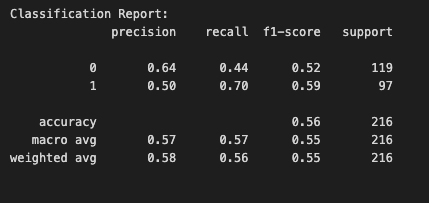 Classification Report:
precision recall f1-score support
0 0.64 0.44 0.52 119
1 0.50 0.70 0.59 97
accuracy 0.56 216
macro avg 0.57 0.57 0.55 216
weighted avg 0.58 0.56 0.55 216